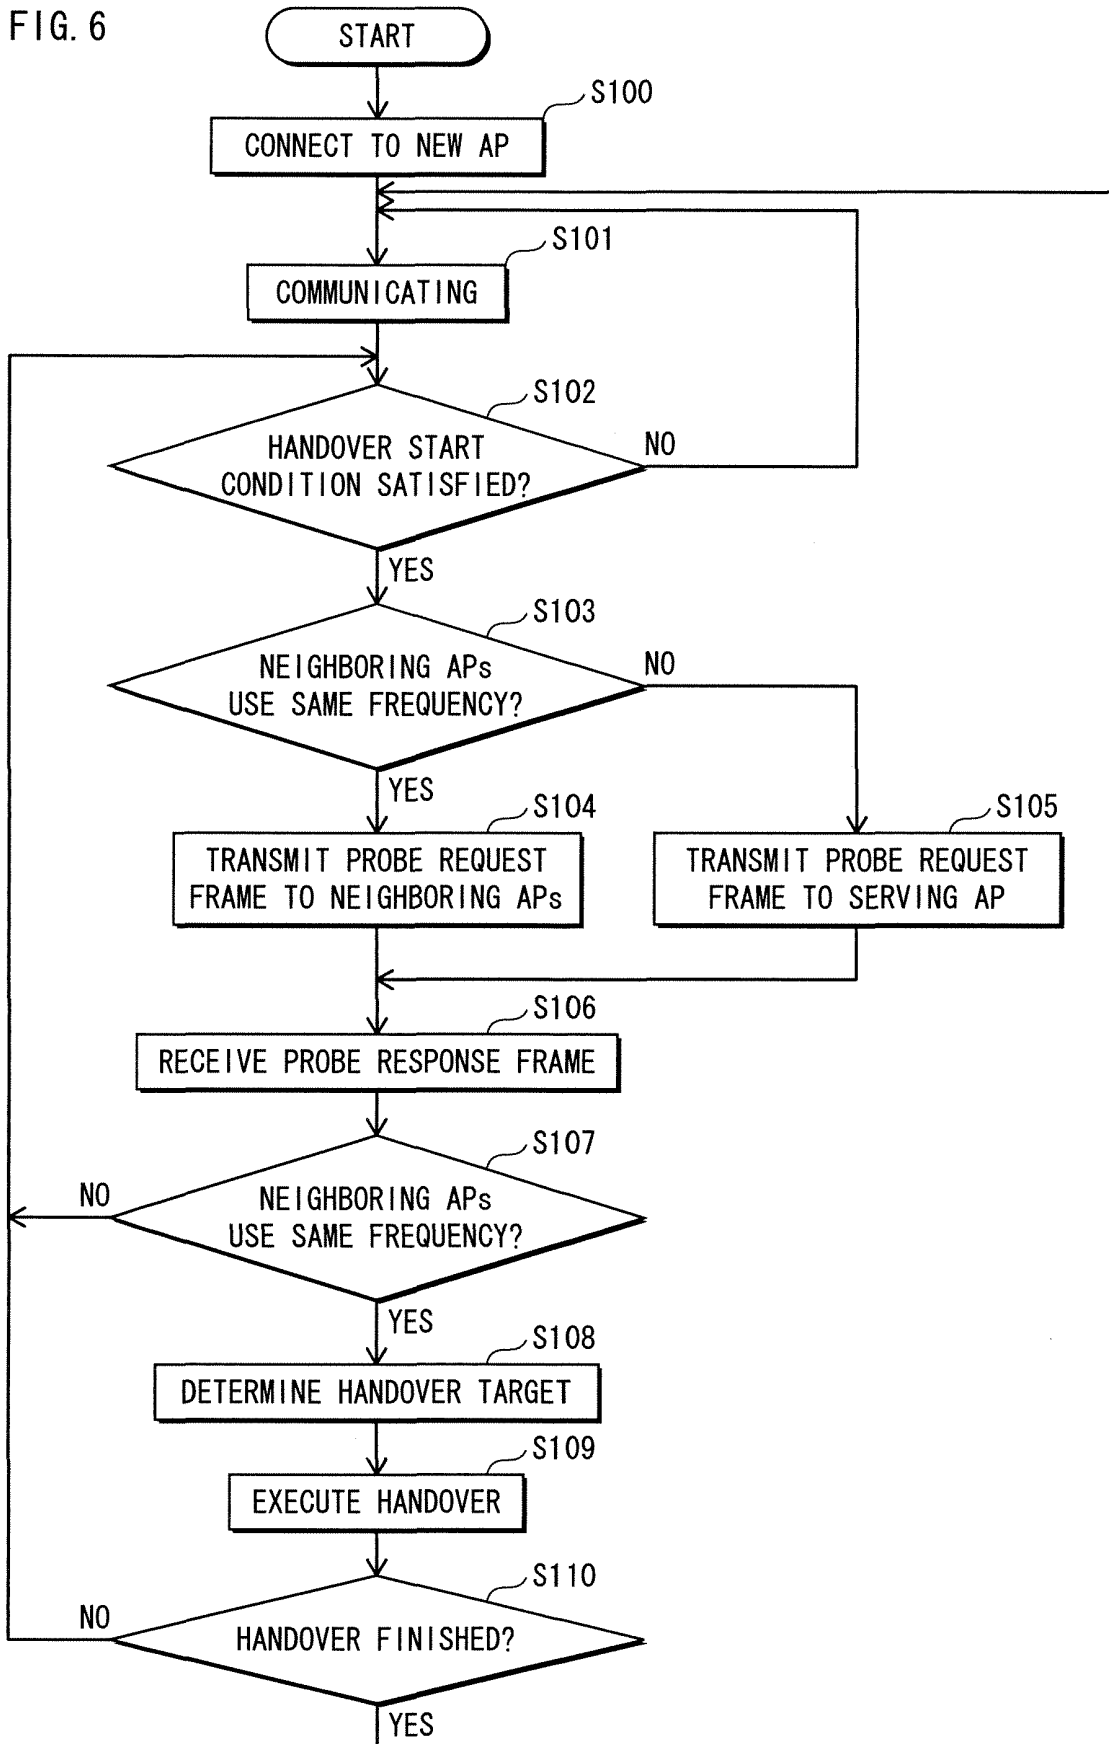 FIG. 6
START
S100
CONNECT TO NEW AP
S101
COMMUNICATING
S102
HANDOVER START
CONDITION SATISFIED?
NO
YES
S103
NEIGHBORING APs
USE SAME FREQUENCY?
NO
YES
S104
TRANSMIT PROBE REQUEST
FRAME TO NEIGHBORING APs
S105
TRANSMIT PROBE REQUEST
FRAME TO SERVING AP
S106
RECEIVE PROBE RESPONSE FRAME
S107
NEIGHBORING APs
USE SAME FREQUENCY?
NO
YES
S108
DETERMINE HANDOVER TARGET
S109
EXECUTE HANDOVER
S110
HANDOVER FINISHED?
NO
YES